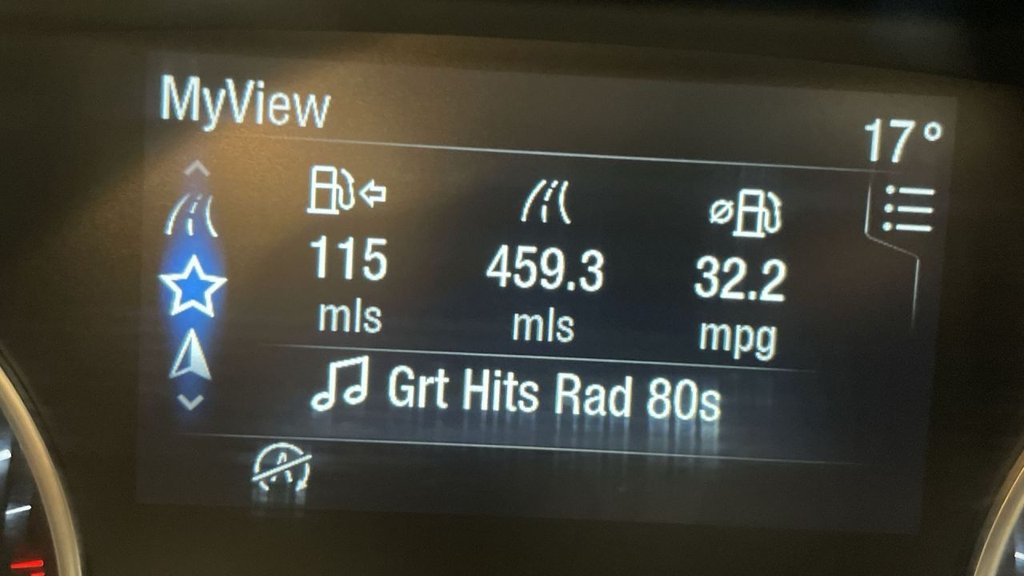 MyView
17°
115 459.3 32.2
mls mls mpg
Grt Hits Rad 80s
A